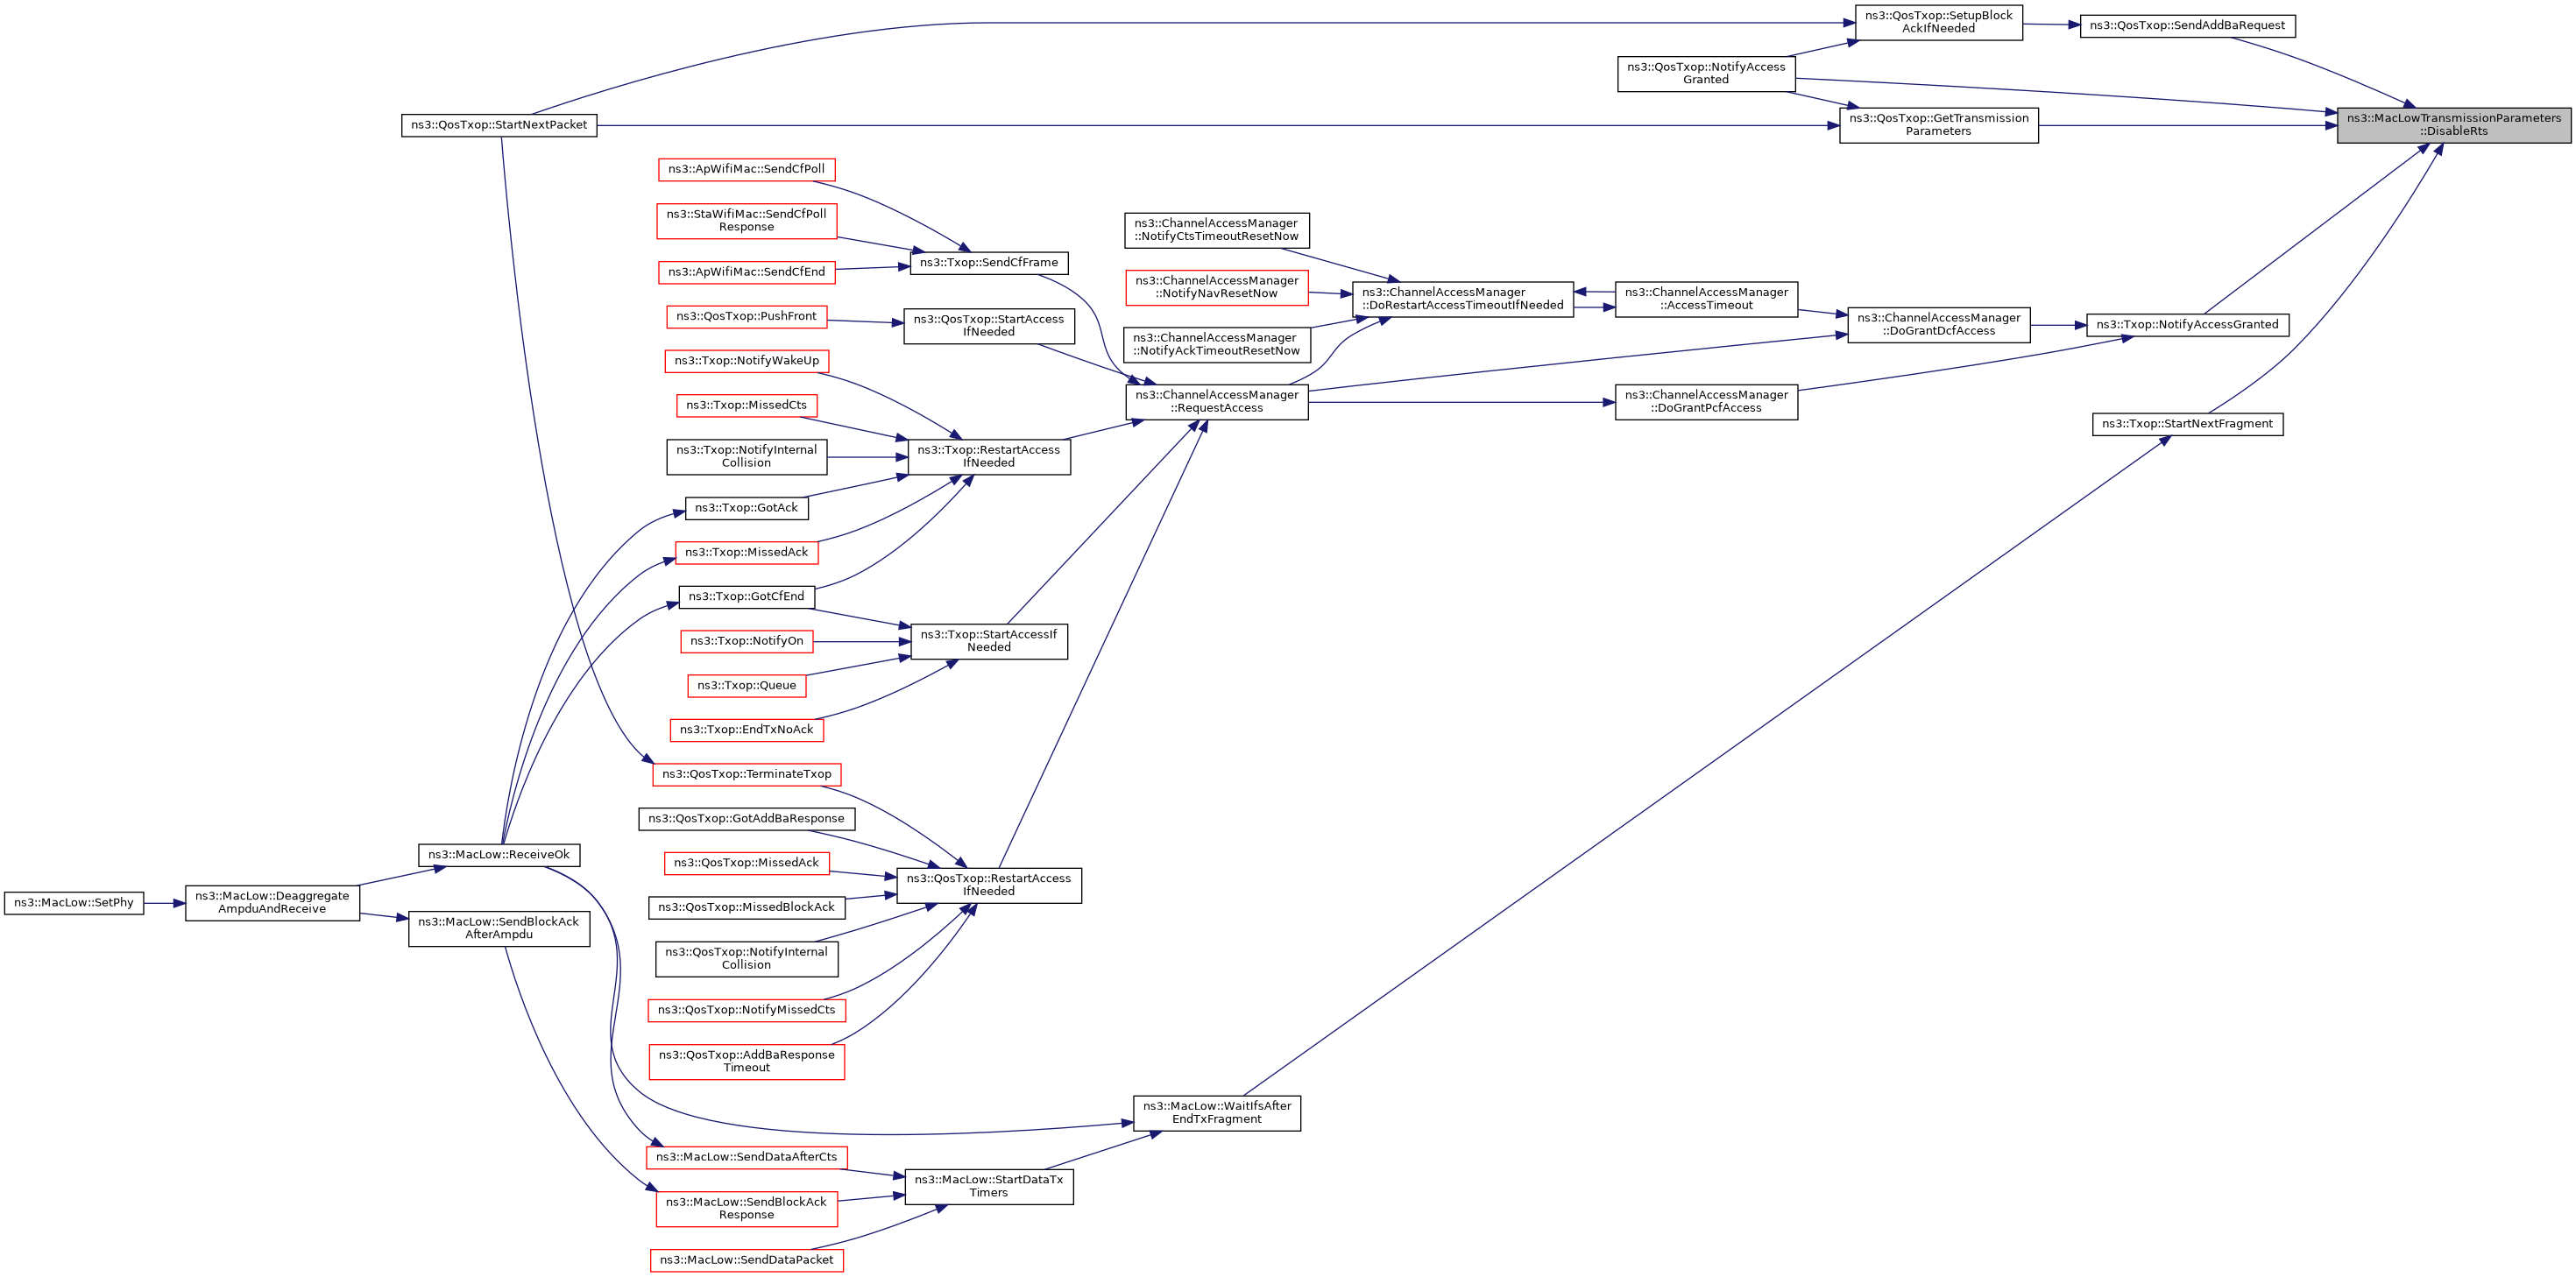 ns3::QosTxop::SetupBlock
AckIfNeeded
ns3::QosTxop::SendAddBaRequest
ns3::QosTxop::NotifyAccess
Granted
ns3::MacLowTransmissionParameters
::DisableRts
ns3::QosTxop::StartNextPacket
ns3::QosTxop::GetTransmission
Parameters
ns3::ApWifiMac::SendCfPoll
ns3::StaWifiMac::SendCfPoll
Response
ns3::ApWifiMac::SendCfEnd
ns3::Txop::SendCfFrame
ns3::ChannelAccessManager
::NotifyCtsTimeoutResetNow
ns3::ChannelAccessManager
::NotifyNavResetNow
ns3::ChannelAccessManager
::NotifyAckTimeoutResetNow
ns3::ChannelAccessManager
::DoRestartAccessTimeoutIfNeeded
ns3::ChannelAccessManager
::AccessTimeout
ns3::ChannelAccessManager
::DoGrantDcfAccess
ns3::Txop::NotifyAccessGranted
ns3::QosTxop::PushFront
ns3::QosTxop::StartAccess
IfNeeded
ns3::ChannelAccessManager
::RequestAccess
ns3::ChannelAccessManager
::DoGrantPcfAccess
ns3::Txop::StartNextFragment
ns3::Txop::NotifyWakeUp
ns3::Txop::MissedCts
ns3::Txop::NotifyInternal
Collision
ns3::Txop::RestartAccess
IfNeeded
ns3::Txop::GotAck
ns3::Txop::MissedAck
ns3::Txop::GotCfEnd
ns3::Txop::NotifyOn
ns3::Txop::StartAccessIf
Needed
ns3::Txop::Queue
ns3::Txop::EndTxNoAck
ns3::QosTxop::TerminateTxop
ns3::QosTxop::GotAddBaResponse
ns3::QosTxop::MissedAck
ns3::QosTxop::RestartAccess
IfNeeded
ns3::QosTxop::MissedBlockAck
ns3::QosTxop::NotifyInternal
Collision
ns3::QosTxop::NotifyMissedCts
ns3::QosTxop::AddBaResponse
Timeout
ns3::MacLow::ReceiveOk
ns3::MacLow::SetPhy
ns3::MacLow::Deaggregate
AmpduAndReceive
ns3::MacLow::SendBlockAck
AfterAmpdu
ns3::MacLow::WaitIfsAfter
EndTxFragment
ns3::MacLow::SendDataAfterCts
ns3::MacLow::StartDataTx
Timers
ns3::MacLow::SendBlockAck
Response
ns3::MacLow::SendDataPacket